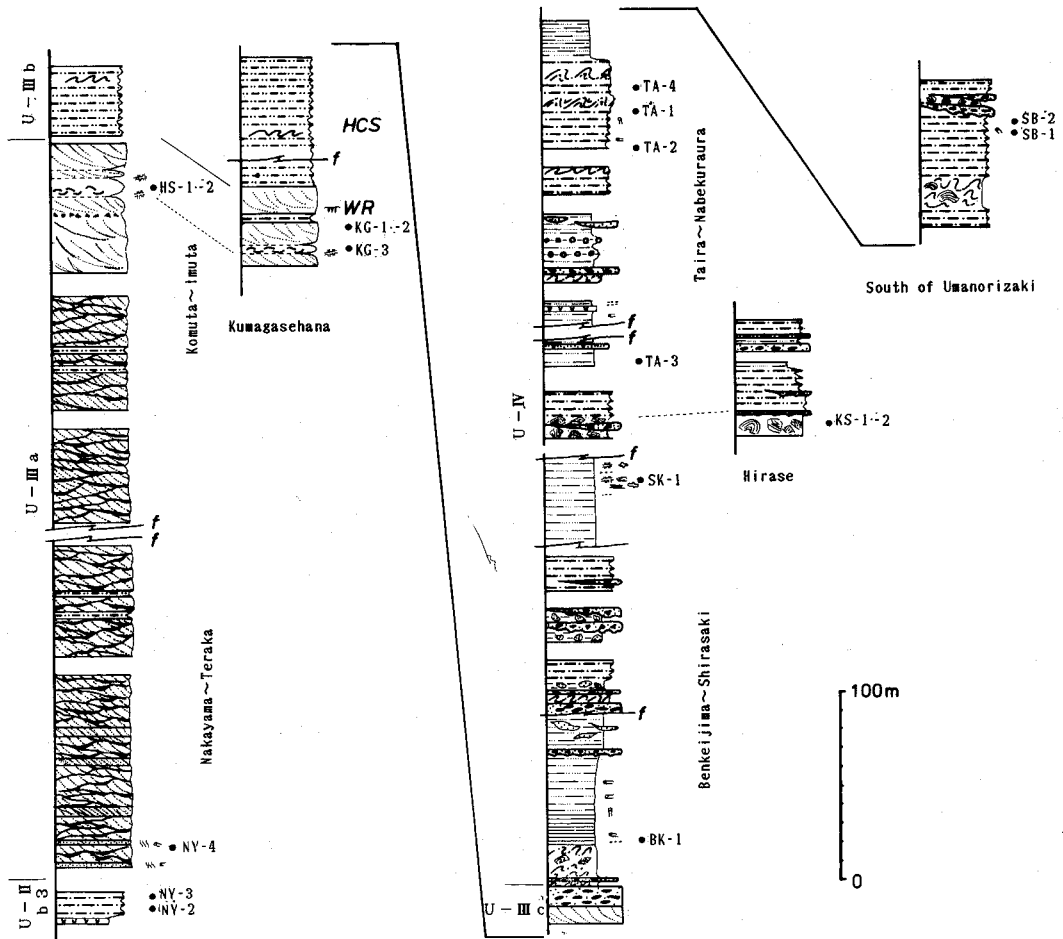 U-Ⅲb
HS-1·-2
Komuta~Imuta
U-Ⅲa
f
f
Nakayama~Teraka
NY-4
U-Ⅱ
b3
NY-3
NY-2
HCS
f
WR
KG-1·-2
KG-3
Kumagasehana
TA-4
TA-1
TA-2
Taira~Nabekuraura
f
f
TA-3
U-Ⅳ
f
SK-1
Benkeijima~Shirasaki
f
BK-1
U-Ⅲc
KS-1·-2
Hirase
SB-2
SB-1
South of Umanorizaki
100m
0